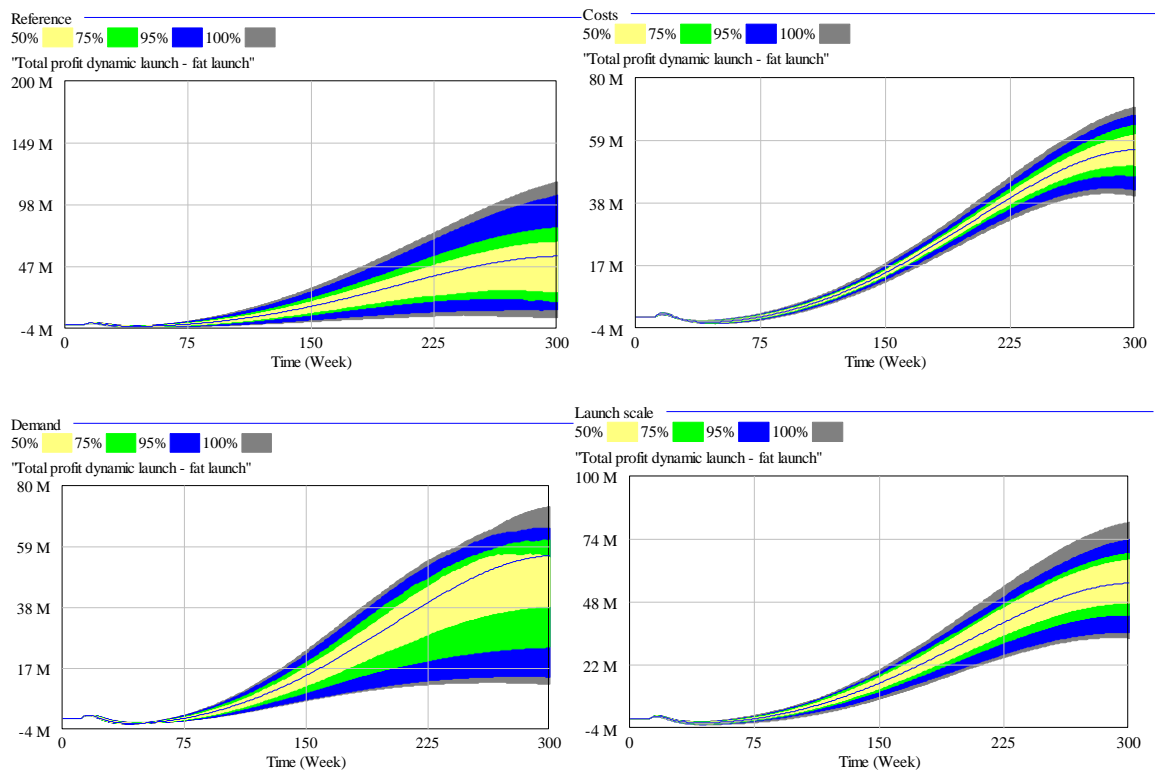 Reference
50% 75% 95% 100%
"Total profit dynamic launch - fat launch"
200 M
149 M
98 M
47 M
-4 M
0 75 150 225 300
Time (Week)
Costs
50% 75% 95% 100%
"Total profit dynamic launch - fat launch"
80 M
59 M
38 M
17 M
-4 M
0 75 150 225 300
Time (Week)
Demand
50% 75% 95% 100%
"Total profit dynamic launch - fat launch"
80 M
59 M
38 M
17 M
-4 M
0 75 150 225 300
Time (Week)
Launch scale
50% 75% 95% 100%
"Total profit dynamic launch - fat launch"
100 M
74 M
48 M
22 M
-4 M
0 75 150 225 300
Time (Week)